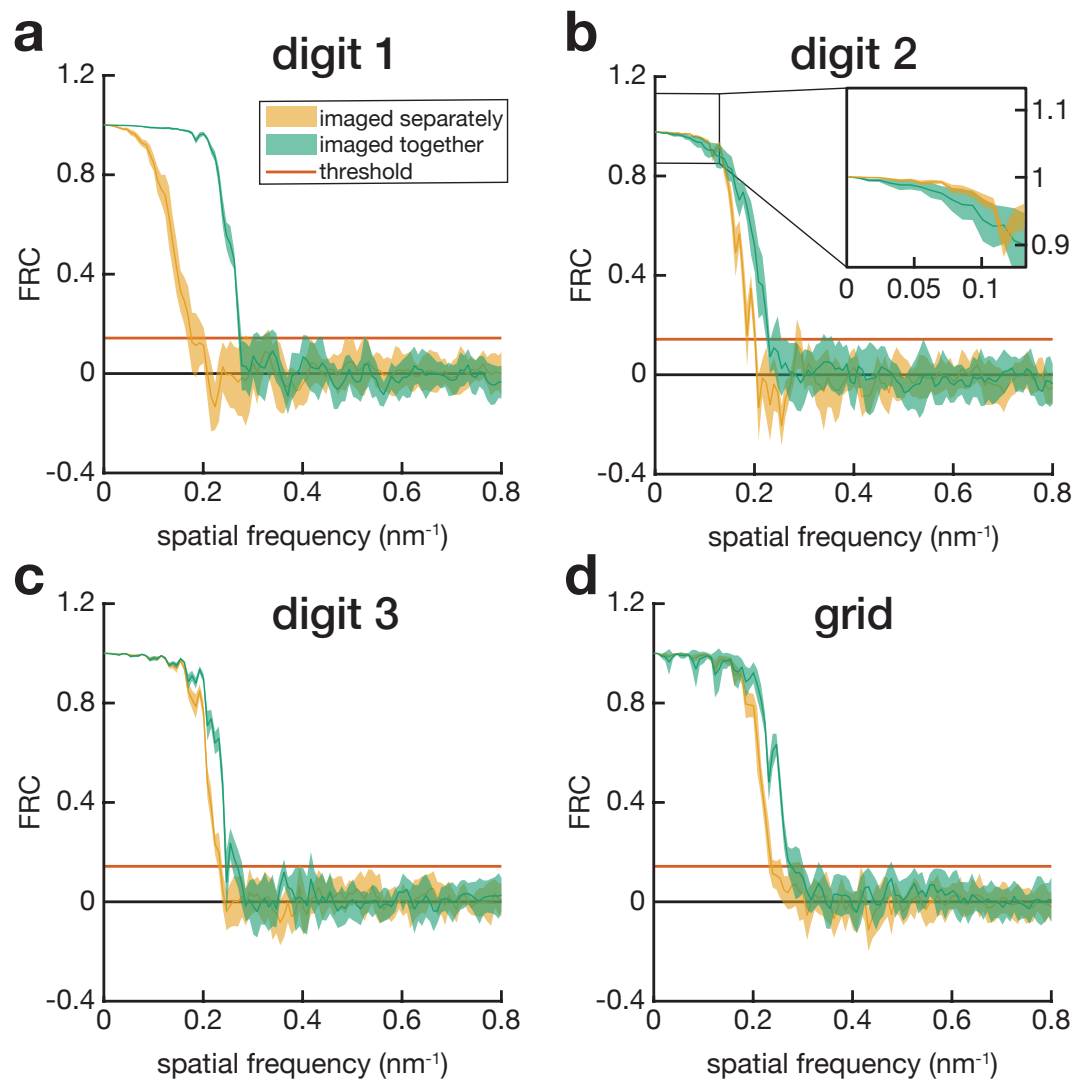 a
digit 1
1.2
0.8
0.4
0
-0.4
FRC
imaged separately
imaged together
threshold
0
0.2
0.4
0.6
0.8
spatial frequency (nm-1)
b
digit 2
1.2
0.8
0.4
0
-0.4
FRC
1.1
1
0.9
0
0.05
0.1
0
0.2
0.4
0.6
0.8
spatial frequency (nm-1)
c
digit 3
1.2
0.8
0.4
0
-0.4
FRC
0
0.2
0.4
0.6
0.8
spatial frequency (nm-1)
d
grid
1.2
0.8
0.4
0
-0.4
FRC
0
0.2
0.4
0.6
0.8
spatial frequency (nm-1)